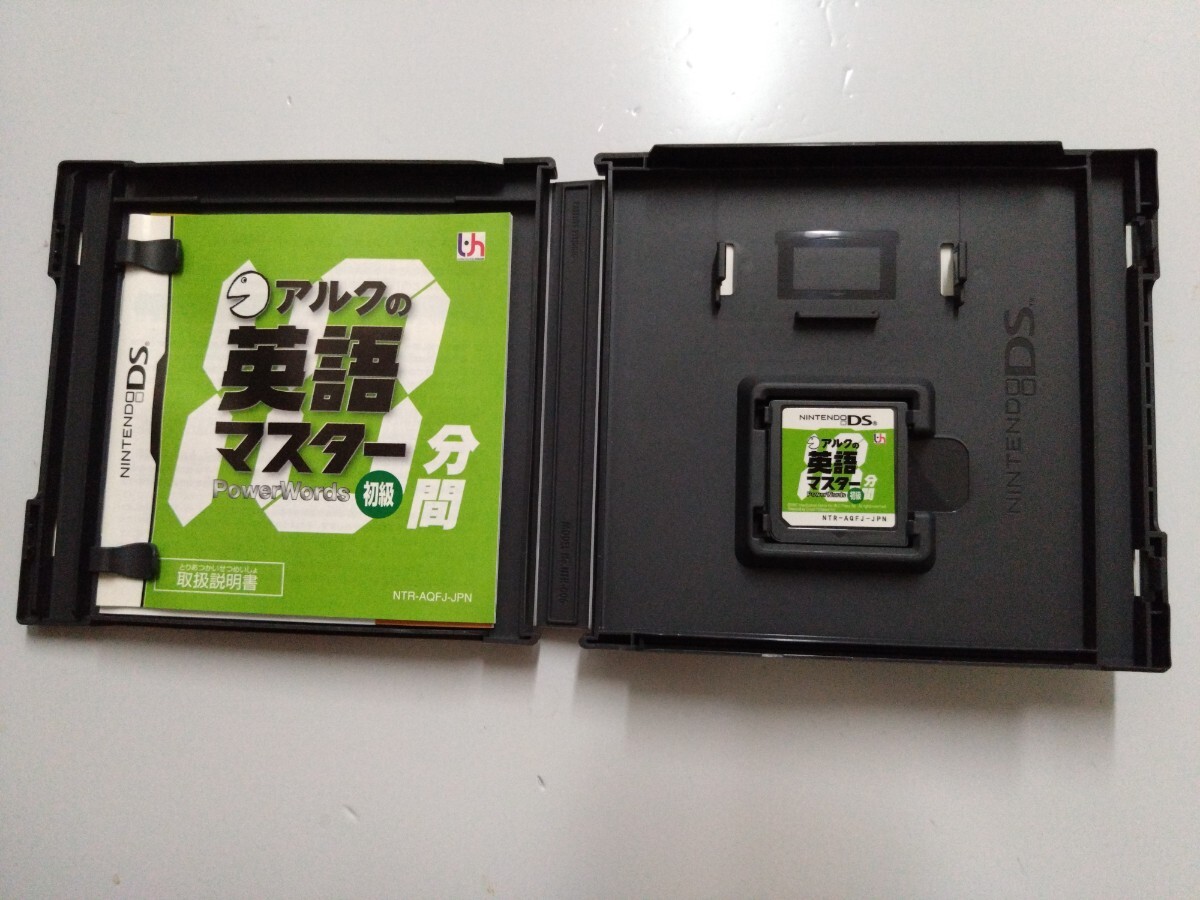 NINTENDO DS®
アルクの
英語
マスター
PowerWords
初級
10
分間
とりあつかいせつめいしょ
取扱説明書
NTR-AQFJ-JPN
NINTENDO DS®
アルクの
英語
マスター
PowerWords
初級
分間
NTR-AQFJ-JPN
NINTENDO DS™